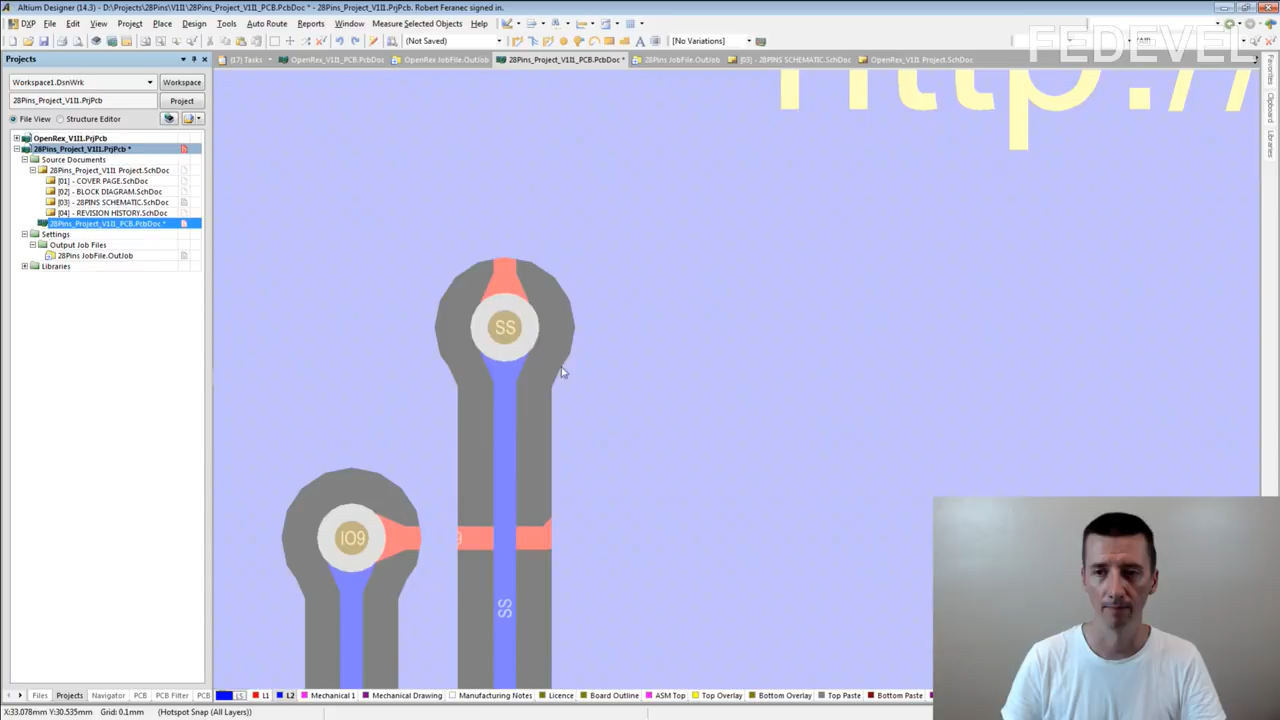 Altium Designer (14.3) - D:\Projects\28Pins\V1I1\28Pins_Project_V1I1_PCB.PcbDoc * - 28Pins_Project_V1I1.PrjPcb. Robert Feranec signed in.
DXP File Edit View Project Place Design Tools Auto Route Reports Window Measure Selected Objects Help
(Not Saved) [No Variations]
FEDEVEL
Projects
(17) Tasks OpenRex_V1I1_PCB.PcbDoc OpenRex JobFile.OutJob 28Pins_Project_V1I1_PCB.PcbDoc * 28Pins JobFile.OutJob [03] - 28PINS SCHEMATIC.SchDoc OpenRex_V1I1 Project.SchDoc
Workspace1.DsnWrk Workspace
28Pins_Project_V1I1.PrjPcb Project
File View Structure Editor
OpenRex_V1I1.PrjPcb
28Pins_Project_V1I1.PrjPcb *
Source Documents
28Pins_Project_V1I1 Project.SchDoc
[01] - COVER PAGE.SchDoc
[02] - BLOCK DIAGRAM.SchDoc
[03] - 28PINS SCHEMATIC.SchDoc
[04] - REVISION HISTORY.SchDoc
28Pins_Project_V1I1_PCB.PcbDoc *
Settings
Output Job Files
28Pins JobFile.OutJob
Libraries
http://
SS
IO9
9
SS
Favorites
Clipboard
Libraries
Files Projects Navigator PCB PCB Filter PCB
LS L1 L2 Mechanical 1 Mechanical Drawing Manufacturing Notes Licence Board Outline ASM Top Top Overlay Bottom Overlay Top Paste Bottom Paste
X:33.078mm Y:30.535mm Grid: 0.1mm (Hotspot Snap (All Layers))